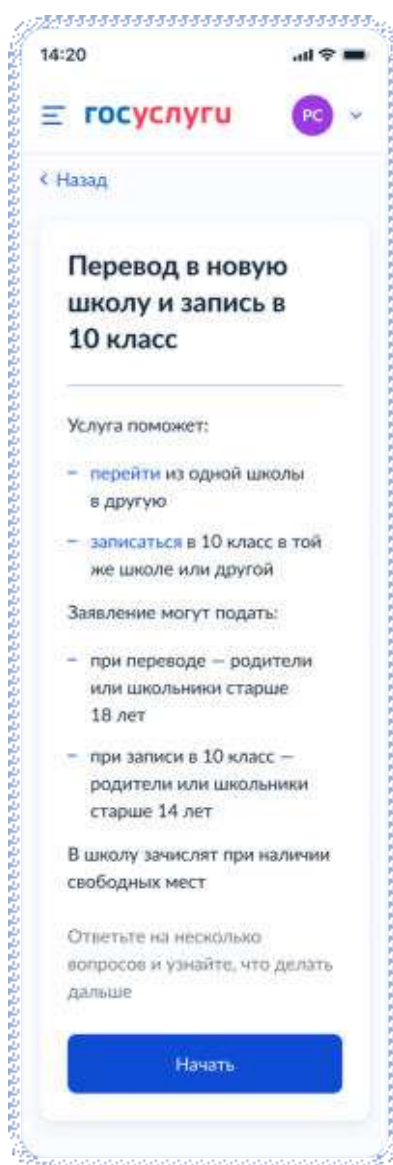 14:20
госуслуги
РС
Назад
Перевод в новую
школу и запись в
10 класс
Услуга поможет:
– перейти из одной школы
в другую
– записаться в 10 класс в той
же школе или другой
Заявление могут подать:
– при переводе — родители
или школьники старше
18 лет
– при записи в 10 класс —
родители или школьники
старше 14 лет
В школу зачислят при наличии
свободных мест
Ответьте на несколько
вопросов и узнайте, что делать
дальше
Начать